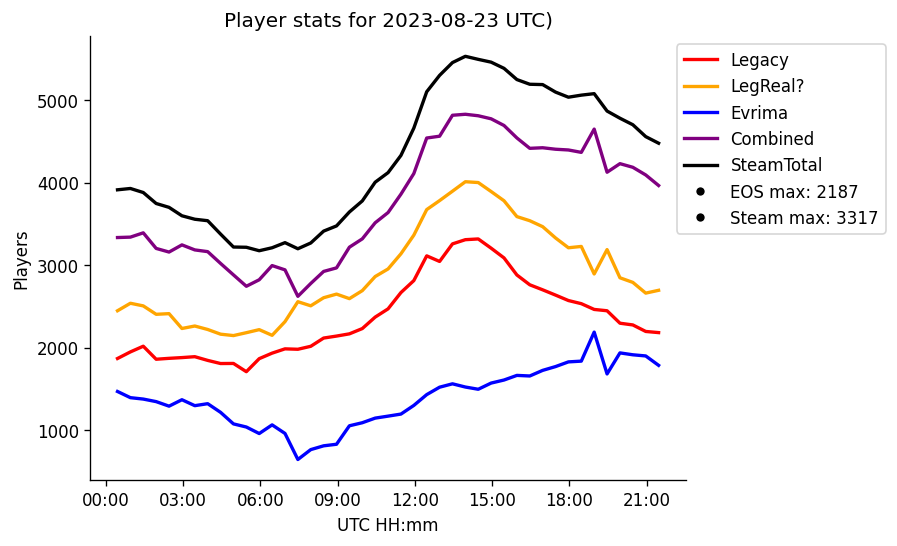 Player stats for 2023-08-23 UTC)
Legacy
LegReal?
Evrima
Combined
SteamTotal
EOS max: 2187
Steam max: 3317
Players
5000
4000
3000
2000
1000
00:00 03:00 06:00 09:00 12:00 15:00 18:00 21:00
UTC HH:mm